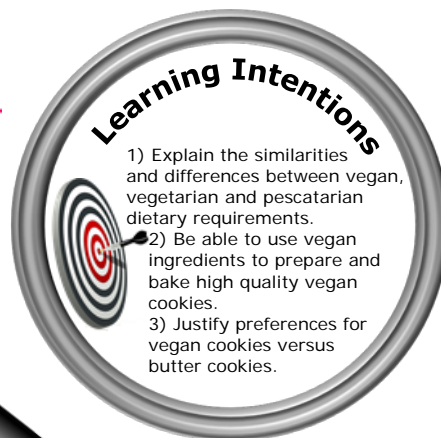 Learning Intentions
1) Explain the similarities
and differences between vegan,
vegetarian and pescatarian
dietary requirements.
2) Be able to use vegan
ingredients to prepare and
bake high quality vegan
cookies.
3) Justify preferences for
vegan cookies versus
butter cookies.